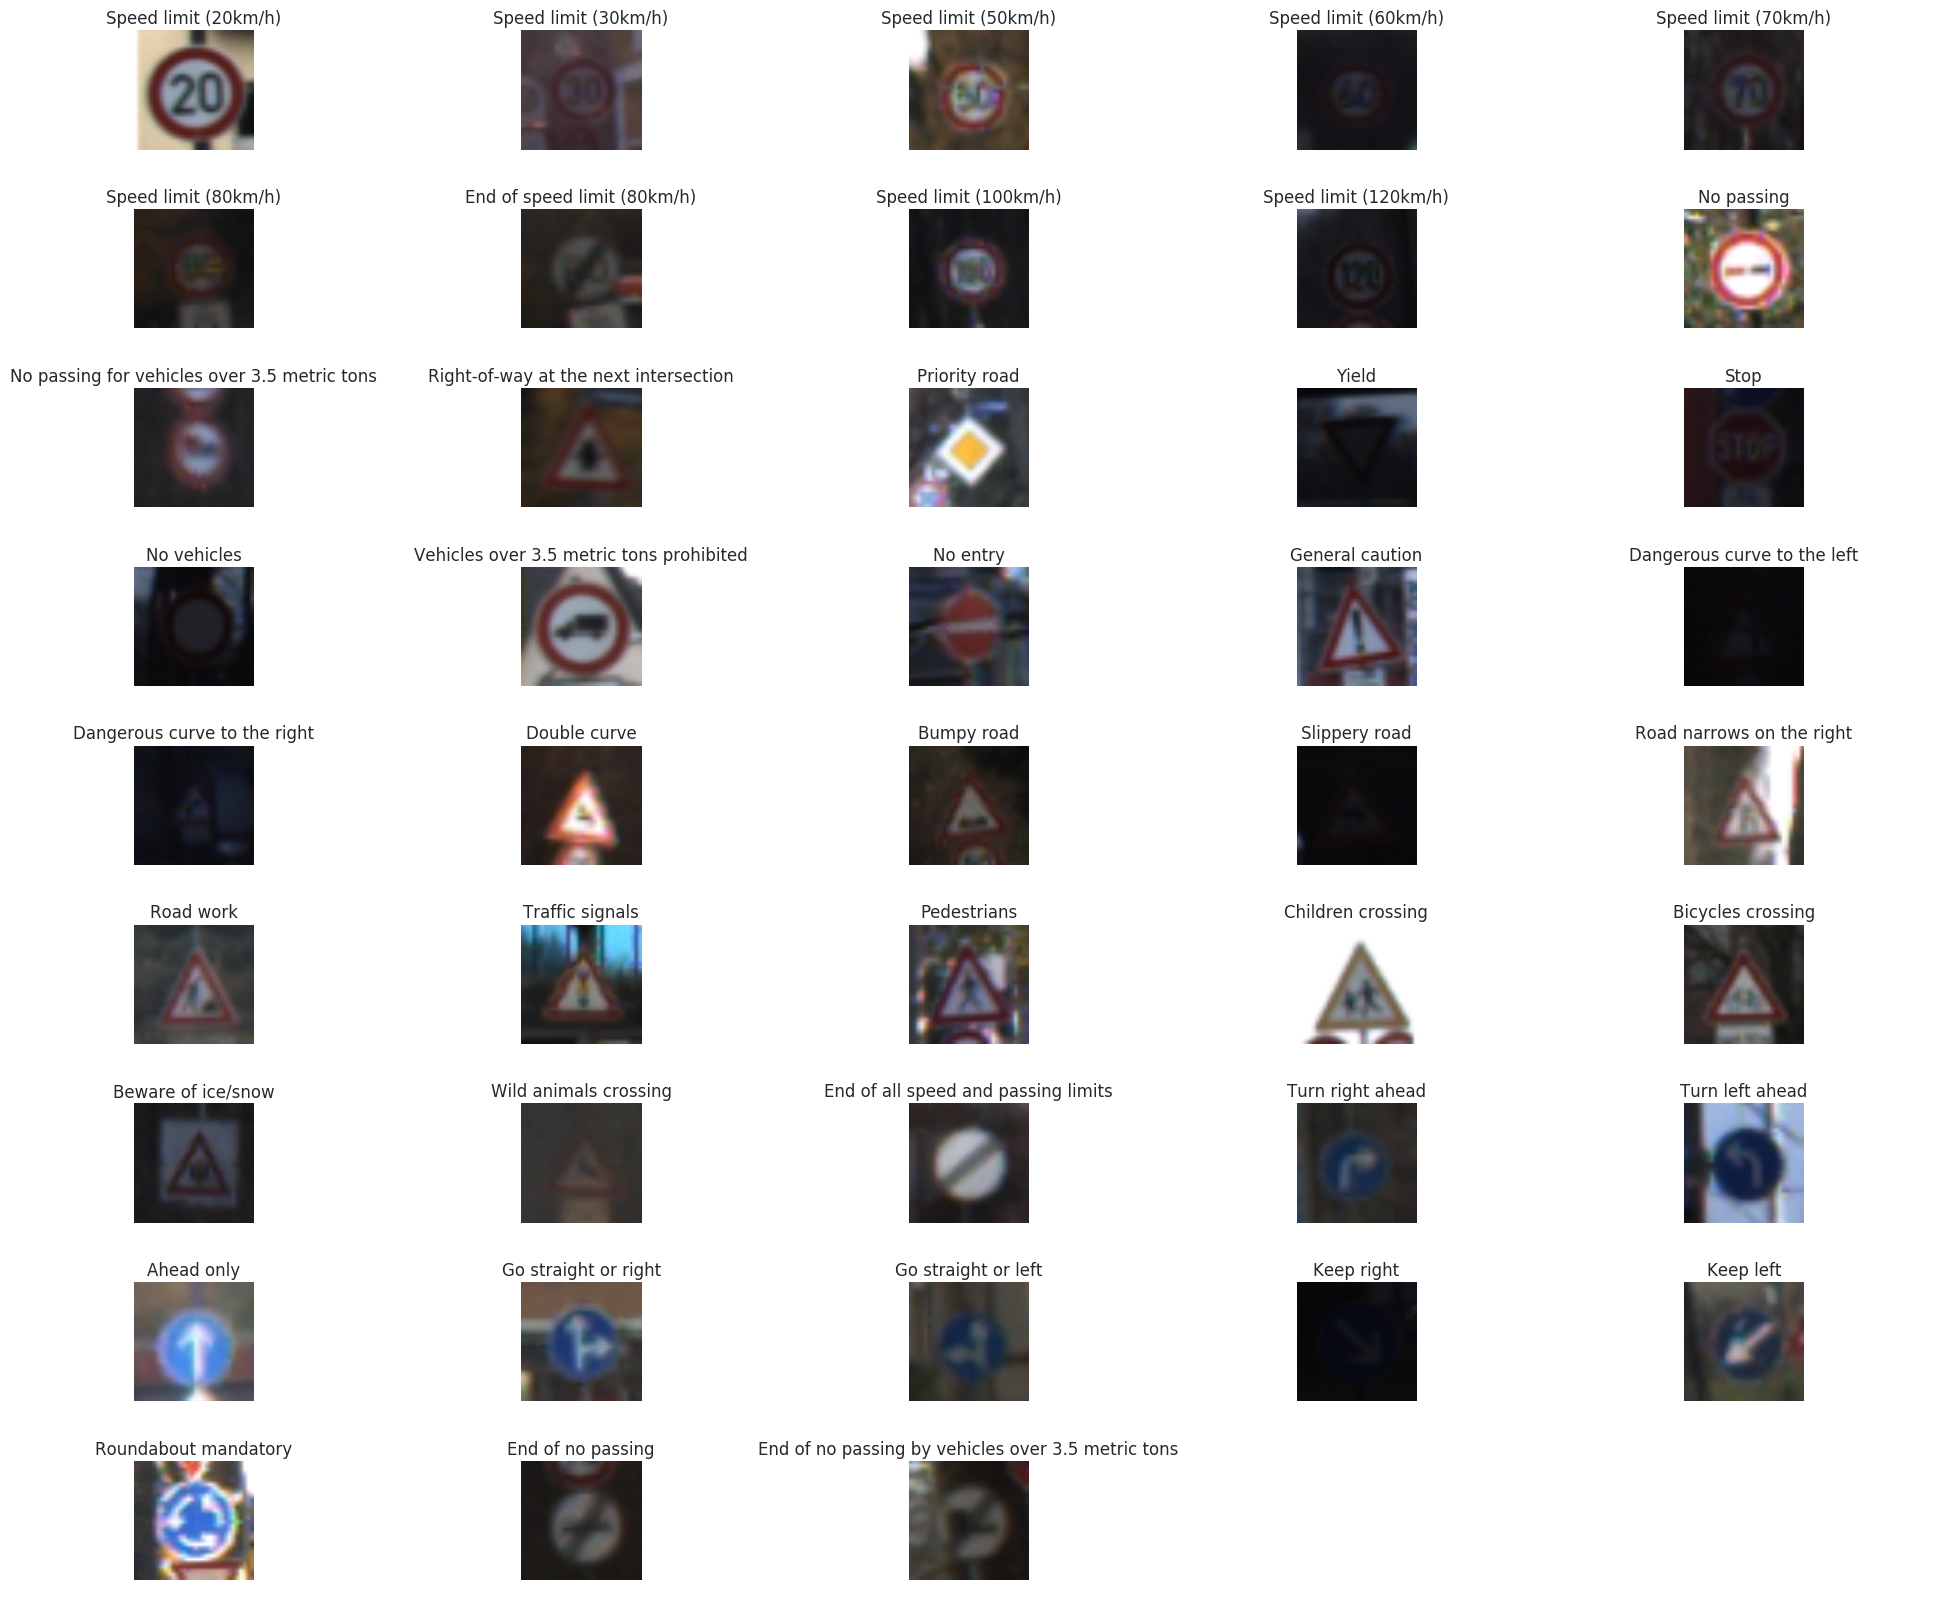 Speed limit (20km/h)
Speed limit (30km/h)
Speed limit (50km/h)
Speed limit (60km/h)
Speed limit (70km/h)
20
30
50
60
70
Speed limit (80km/h)
End of speed limit (80km/h)
Speed limit (100km/h)
Speed limit (120km/h)
No passing
100
120
No passing for vehicles over 3.5 metric tons
Right-of-way at the next intersection
Priority road
Yield
Stop
STOP
No vehicles
Vehicles over 3.5 metric tons prohibited
No entry
General caution
Dangerous curve to the left
Dangerous curve to the right
Double curve
Bumpy road
Slippery road
Road narrows on the right
Road work
Traffic signals
Pedestrians
Children crossing
Bicycles crossing
Beware of ice/snow
Wild animals crossing
End of all speed and passing limits
Turn right ahead
Turn left ahead
Ahead only
Go straight or right
Go straight or left
Keep right
Keep left
Roundabout mandatory
End of no passing
End of no passing by vehicles over 3.5 metric tons